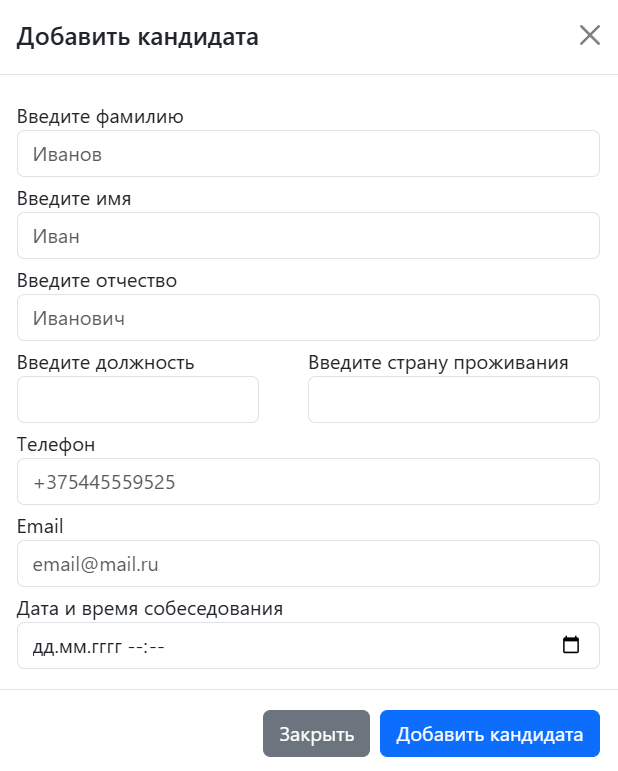 Добавить кандидата
Введите фамилию
Иванов
Введите имя
Иван
Введите отчество
Иванович
Введите должность Введите страну проживания
Телефон
+375445559525
Email
email@mail.ru
Дата и время собеседования
дд.мм.гггг --:--
Закрыть Добавить кандидата